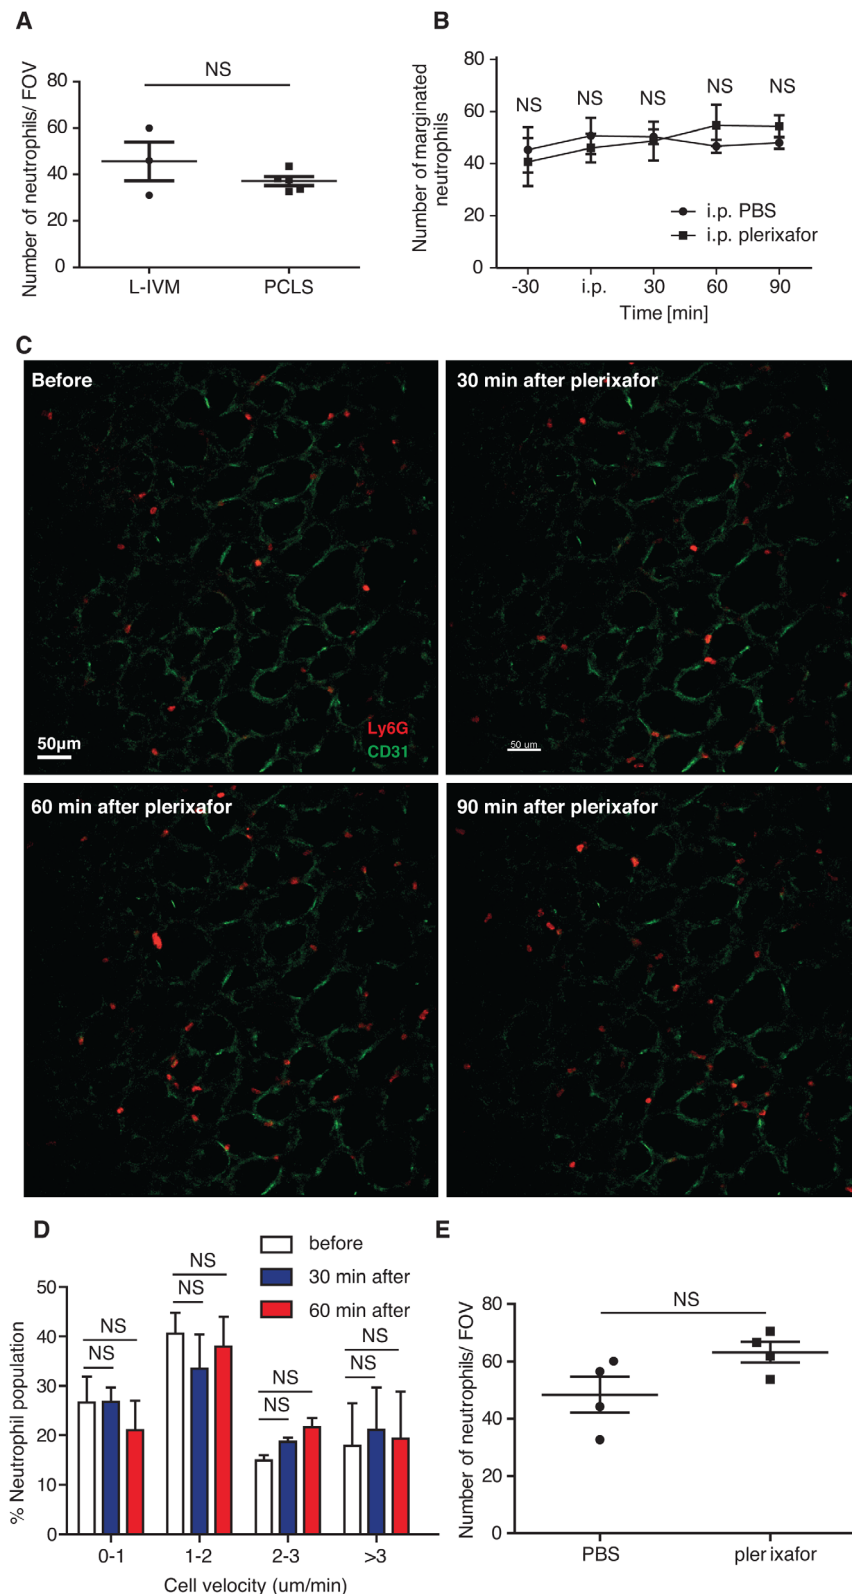 A
Number of neutrophils/ FOV
80
60
40
20
0
NS
L-IVM
PCLS
B
Number of marginated
neutrophils
80
60
40
20
0
NS
NS
NS
NS
NS
i.p. PBS
i.p. plerixafor
-30
i.p.
30
60
90
Time [min]
C
Before
50µm
Ly6G
CD31
30 min after plerixafor
50 um
60 min after plerixafor
90 min after plerixafor
D
before
30 min after
60 min after
% Neutrophil population
50
40
30
20
10
0
NS
NS
NS
NS
NS
NS
NS
NS
0-1
1-2
2-3
>3
Cell velocity (um/min)
E
Number of neutrophils/ FOV
80
60
40
20
0
NS
PBS
plerixafor